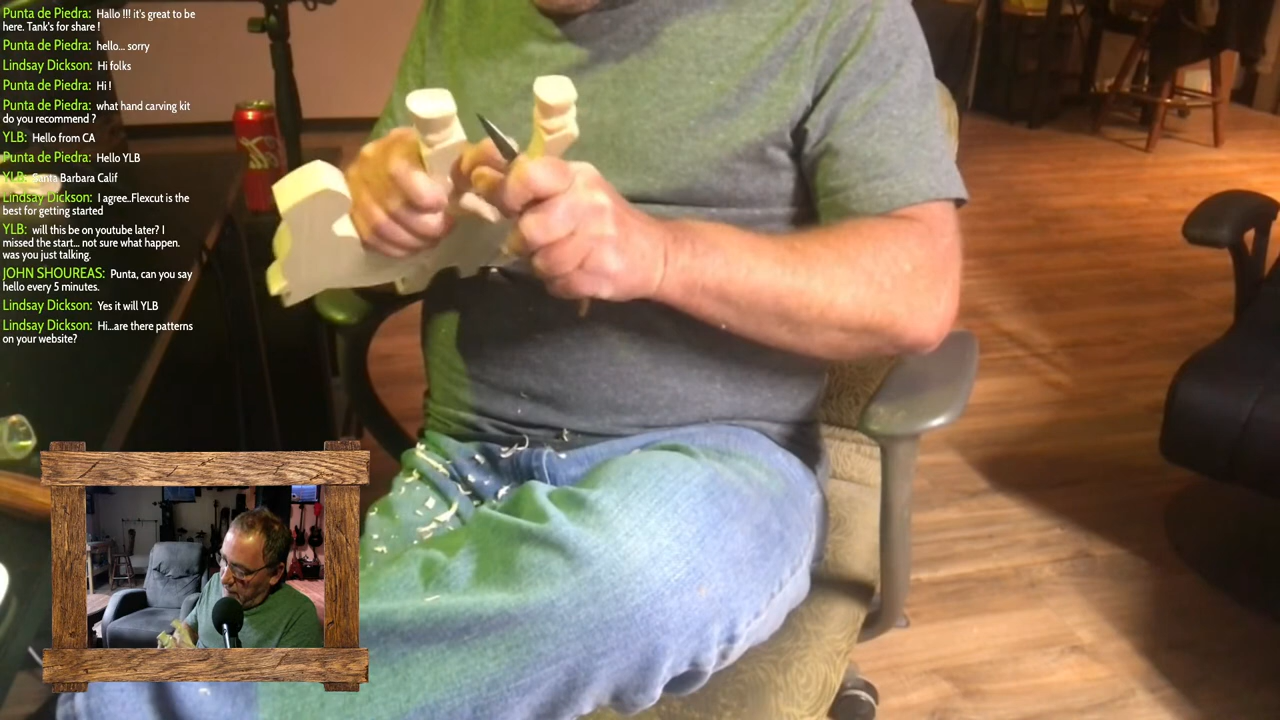 Punta de Piedra: Hallo !!! it's great to be
here. Tank's for share !
Punta de Piedra: hello... sorry
Lindsay Dickson: Hi folks
Punta de Piedra: Hi !
Punta de Piedra: what hand carving kit
do you recommend ?
YLB: Hello from CA
Punta de Piedra: Hello YLB
YLB: Santa Barbara Calif
Lindsay Dickson: I agree..Flexcut is the
best for getting started
YLB: will this be on youtube later? I
missed the start... not sure what happen.
was you just talking.
JOHN SHOUREAS: Punta, can you say
hello every 5 minutes.
Lindsay Dickson: Yes it will YLB
Lindsay Dickson: Hi...are there patterns
on your website?